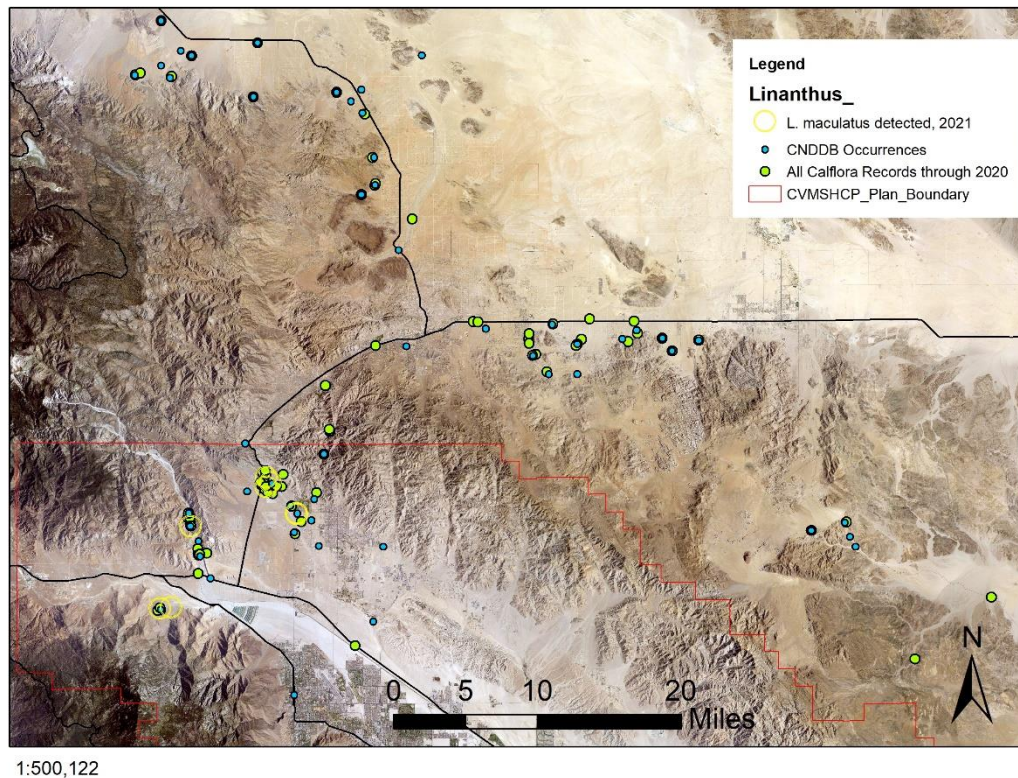 Legend
Linanthus_
L. maculatus detected, 2021
CNDDB Occurrences
All Calflora Records through 2020
CVMSHCP_Plan_Boundary
N
0 5 10 20
Miles
1:500,122